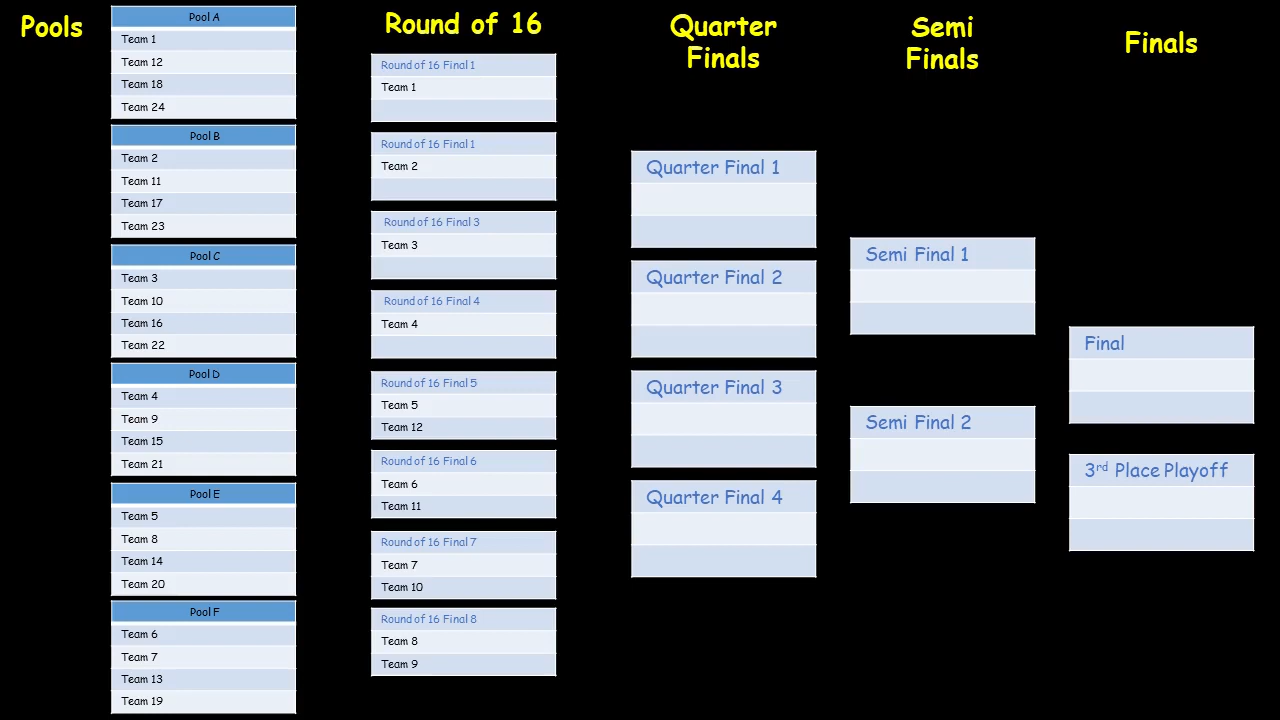 Pools
Pool A
Team 1
Team 12
Team 18
Team 24
Pool B
Team 2
Team 11
Team 17
Team 23
Pool C
Team 3
Team 10
Team 16
Team 22
Pool D
Team 4
Team 9
Team 15
Team 21
Pool E
Team 5
Team 8
Team 14
Team 20
Pool F
Team 6
Team 7
Team 13
Team 19
Round of 16
Round of 16 Final 1
Team 1
Round of 16 Final 1
Team 2
Round of 16 Final 3
Team 3
Round of 16 Final 4
Team 4
Round of 16 Final 5
Team 5
Team 12
Round of 16 Final 6
Team 6
Team 11
Round of 16 Final 7
Team 7
Team 10
Round of 16 Final 8
Team 8
Team 9
Quarter
Finals
Quarter Final 1
Quarter Final 2
Quarter Final 3
Quarter Final 4
Semi
Finals
Semi Final 1
Semi Final 2
Finals
Final
3rd Place Playoff